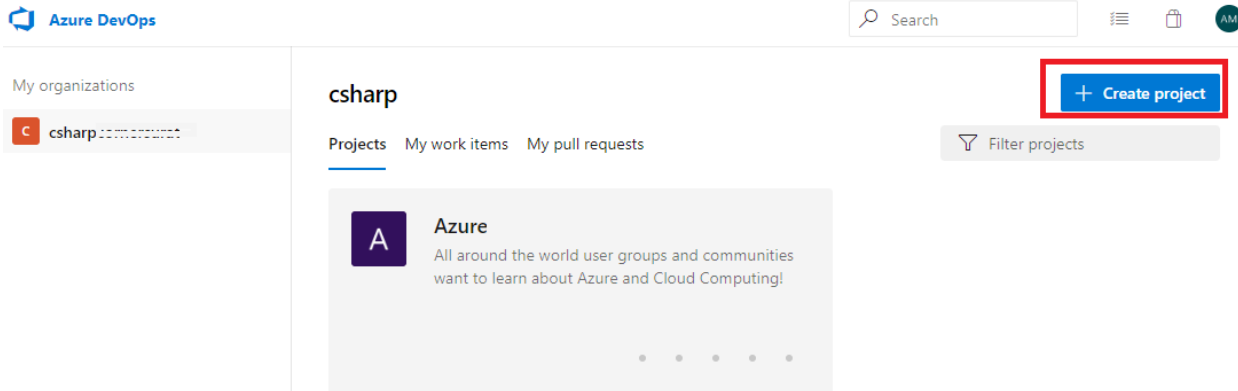 Azure DevOps
Search
AM
My organizations
C
csharp
csharp
+ Create project
Projects
My work items
My pull requests
Filter projects
A
Azure
All around the world user groups and communities
want to learn about Azure and Cloud Computing!